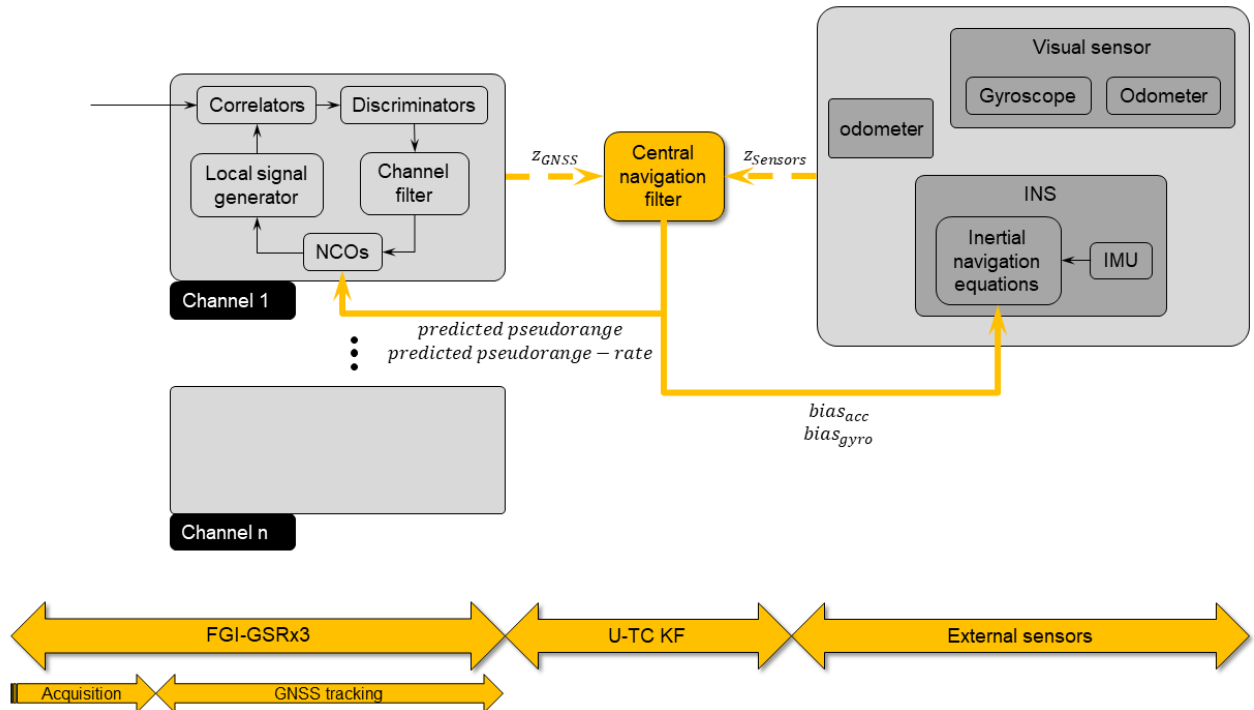 Correlators
Discriminators
Local signal
generator
Channel
filter
NCOs
Channel 1
Channel n
z_GNSS
Central
navigation
filter
z_Sensors
predicted pseudorange
predicted pseudorange − rate
bias_acc
bias_gyro
Visual sensor
Gyroscope
Odometer
odometer
INS
Inertial
navigation
equations
IMU
FGI-GSRx3
U-TC KF
External sensors
Acquisition
GNSS tracking